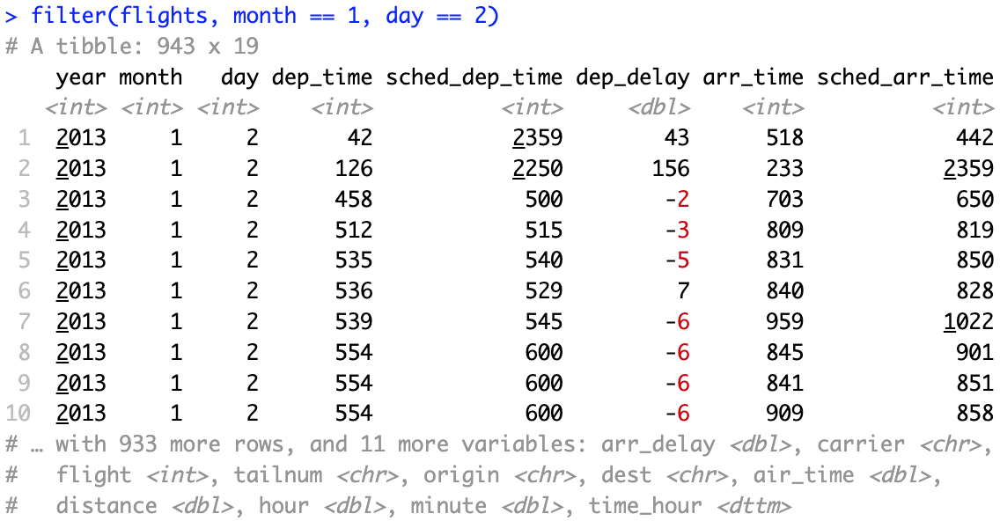 > filter(flights, month == 1, day == 2)
# A tibble: 943 x 19
year month day dep_time sched_dep_time dep_delay arr_time sched_arr_time
<int> <int> <int> <int> <int> <dbl> <int> <int>
1 2013 1 2 42 2359 43 518 442
2 2013 1 2 126 2250 156 233 2359
3 2013 1 2 458 500 -2 703 650
4 2013 1 2 512 515 -3 809 819
5 2013 1 2 535 540 -5 831 850
6 2013 1 2 536 529 7 840 828
7 2013 1 2 539 545 -6 959 1022
8 2013 1 2 554 600 -6 845 901
9 2013 1 2 554 600 -6 841 851
10 2013 1 2 554 600 -6 909 858
# … with 933 more rows, and 11 more variables: arr_delay <dbl>, carrier <chr>,
# flight <int>, tailnum <chr>, origin <chr>, dest <chr>, air_time <dbl>,
# distance <dbl>, hour <dbl>, minute <dbl>, time_hour <dttm>